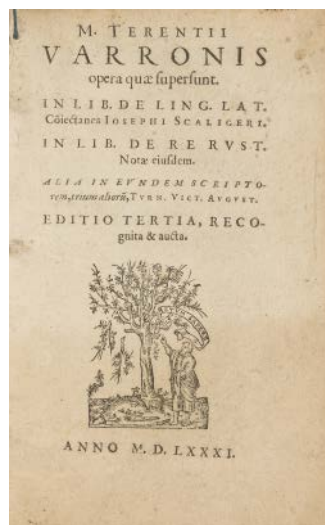 M. TERENTII
VARRONIS
opera quæ ſuperſunt.
IN LIB. DE LING. LAT.
Cõiectanea IOSEPHI SCALIGERI.
IN LIB. DE RE RVST.
Notæ eiuſdem.
ALIA IN EVNDEM SCRIPTO-
rem, trium aliorũ, TVRN. VICT. AVGVST.
EDITIO TERTIA, RECO-
gnita & aucta.
ANNO M. D. LXXXI.